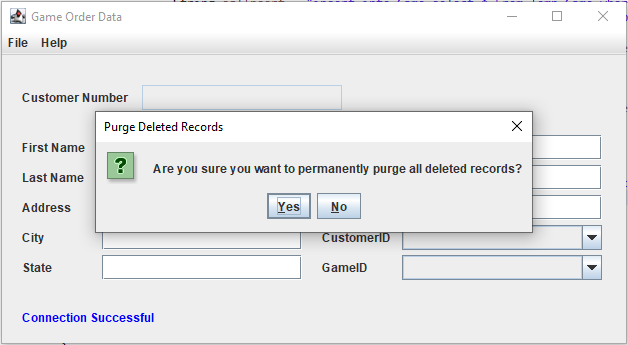 Game Order Data
File Help
Customer Number
Purge Deleted Records
?
Are you sure you want to permanently purge all deleted records?
Yes No
First Name
Last Name
Address
City CustomerID
State GameID
Connection Successful